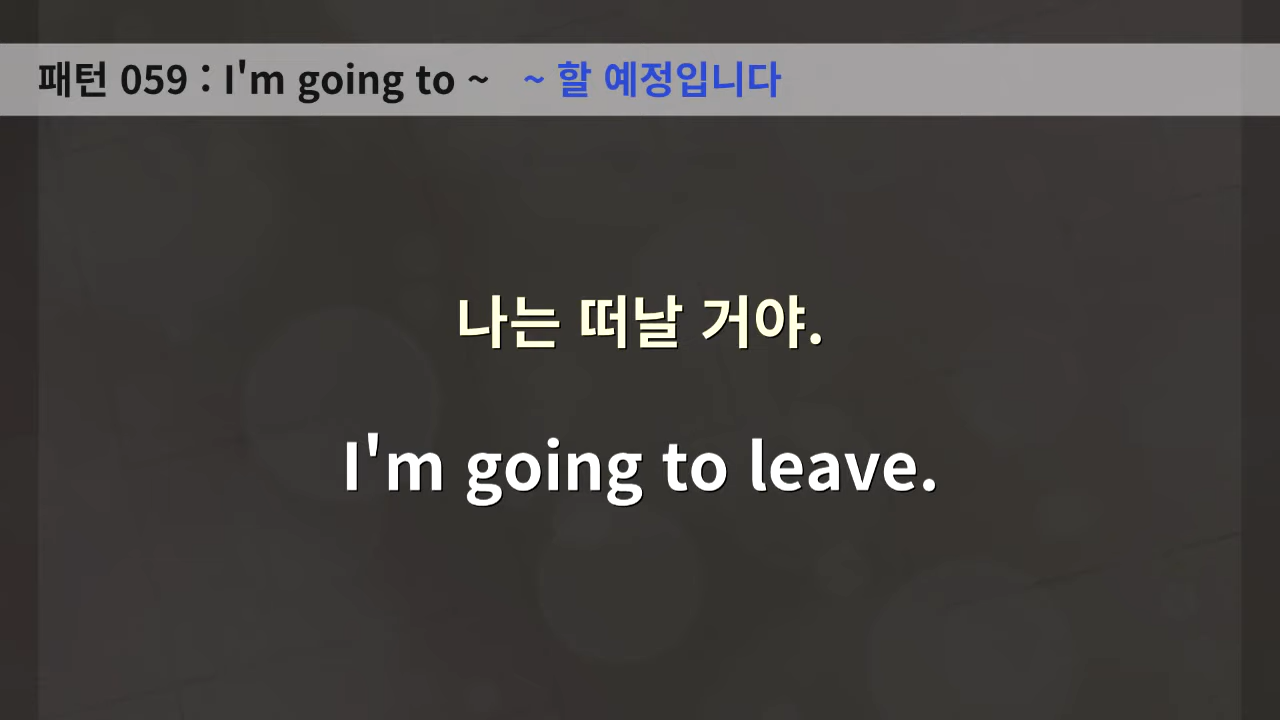 패턴 059 : I'm going to ~ ~ 할 예정입니다
나는 떠날 거야.
I'm going to leave.